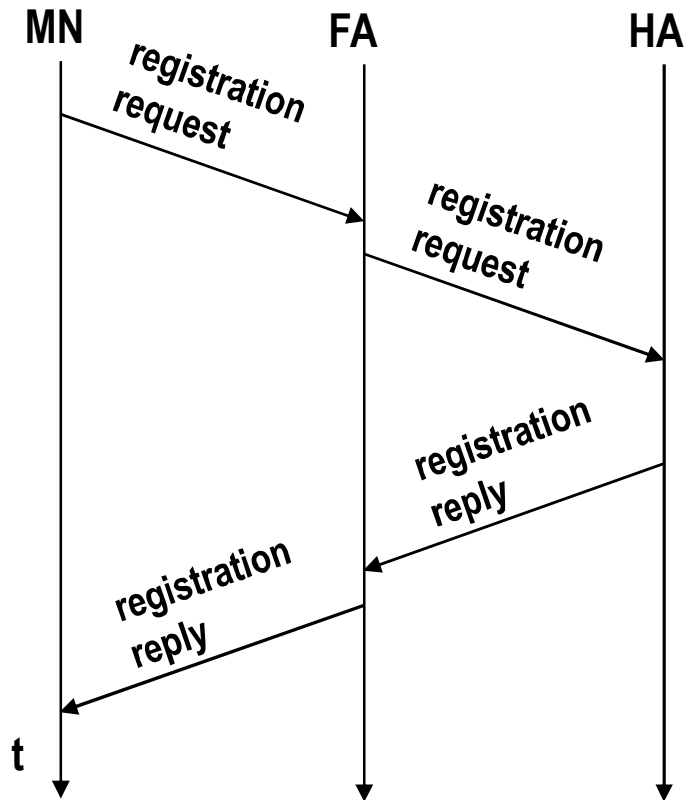 MN
FA
HA
registration
request
registration
request
registration
reply
registration
reply
t